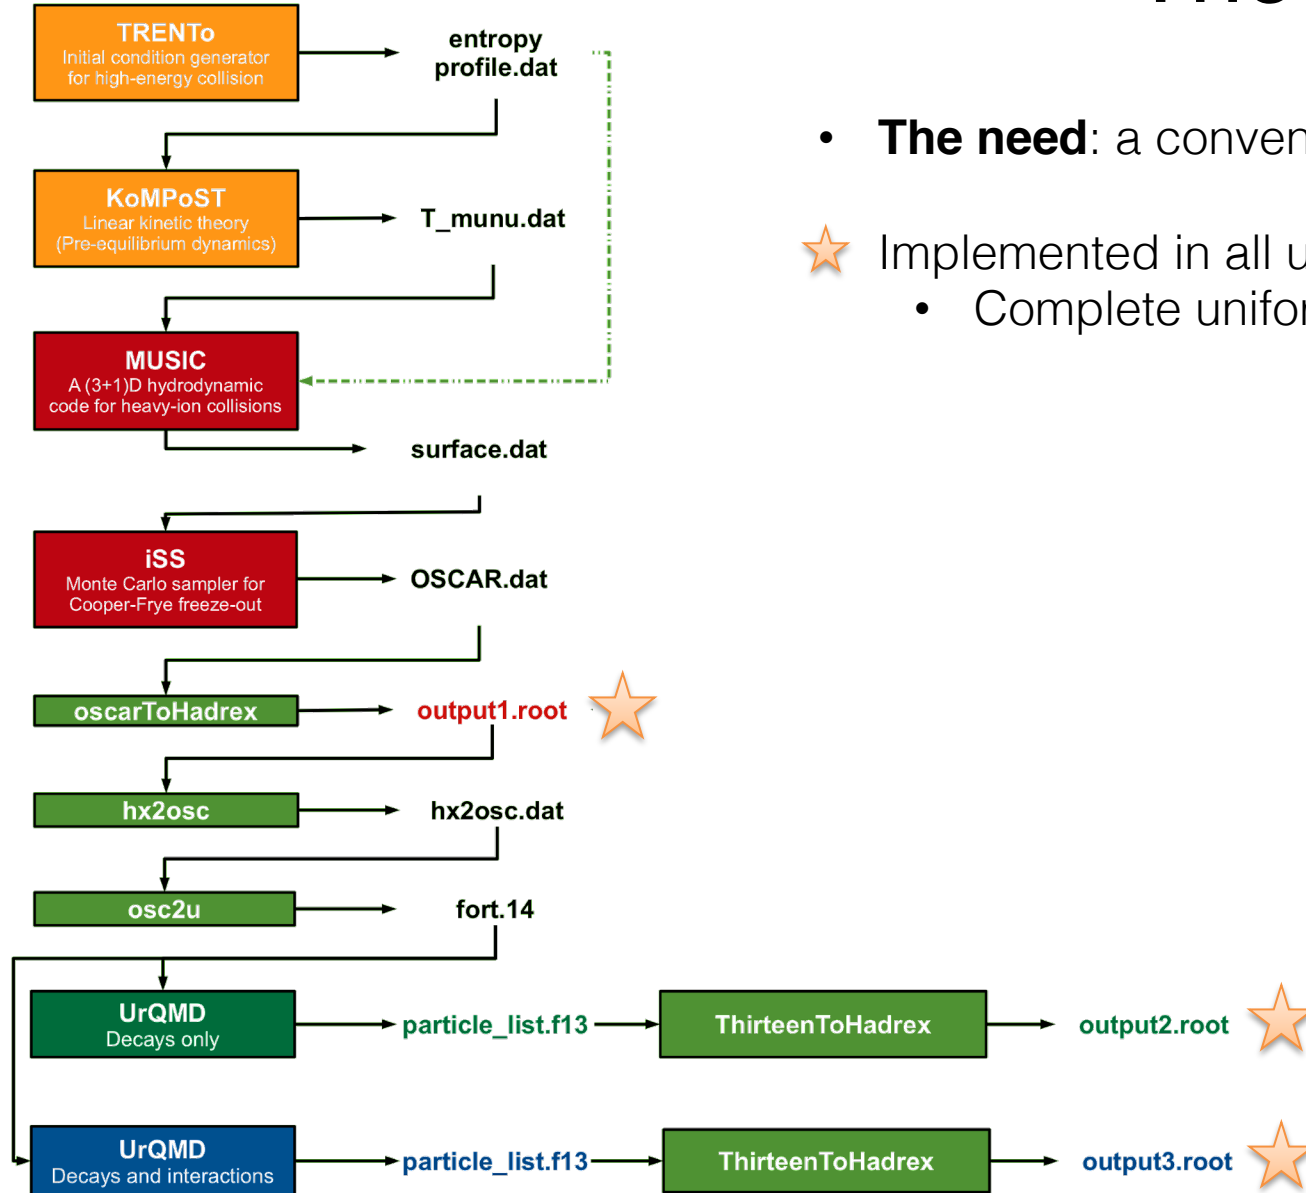 TRENTo
Initial condition generator
for high-energy collision
entropy
profile.dat
KoMPoST
Linear kinetic theory
(Pre-equilibrium dynamics)
T_munu.dat
MUSIC
A (3+1)D hydrodynamic
code for heavy-ion collisions
surface.dat
iSS
Monte Carlo sampler for
Cooper-Frye freeze-out
OSCAR.dat
oscarToHadrex
output1.root
hx2osc
hx2osc.dat
osc2u
fort.14
UrQMD
Decays only
particle_list.f13
ThirteenToHadrex
output2.root
UrQMD
Decays and interactions
particle_list.f13
ThirteenToHadrex
output3.root
• The need: a conven
Implemented in all u
• Complete unifor